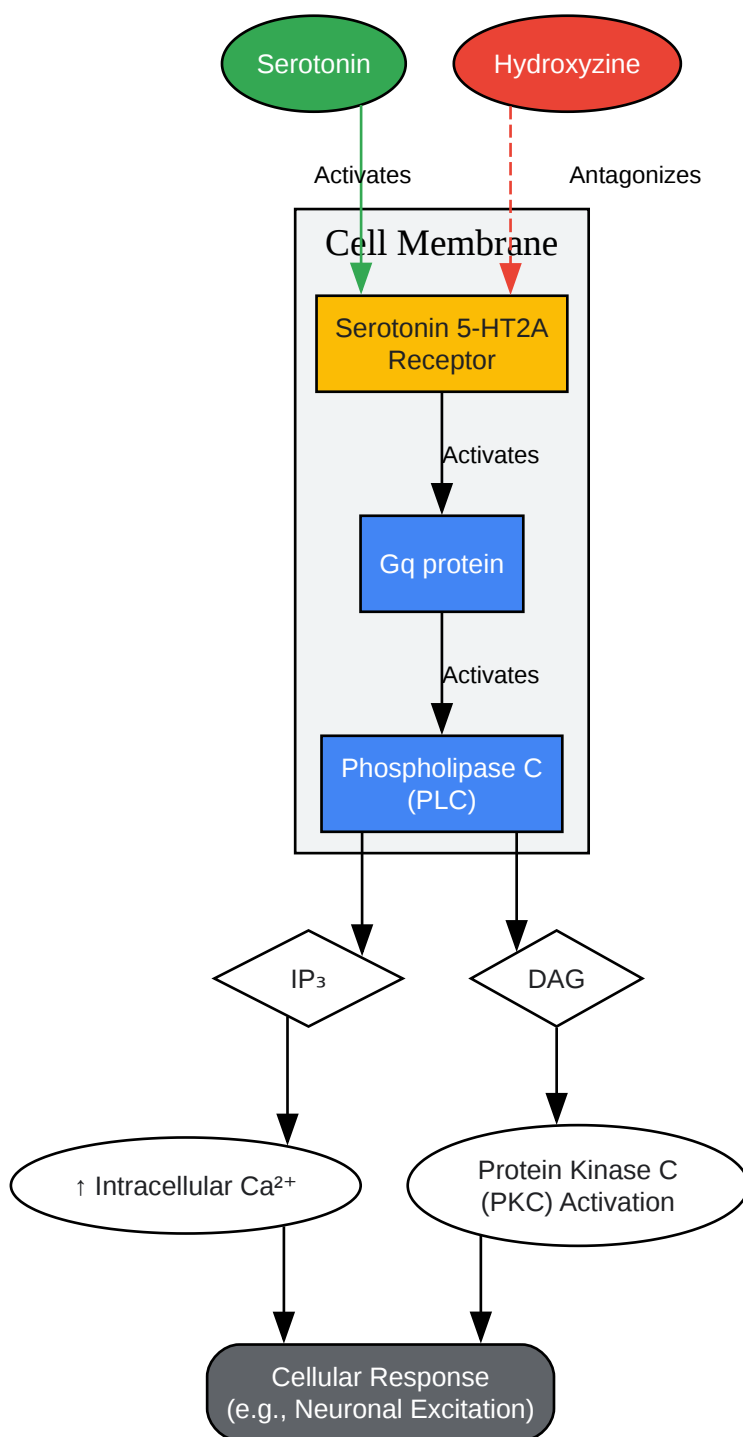 Serotonin
Hydroxyzine
Activates
Antagonizes
Cell Membrane
Serotonin 5-HT2A
Receptor
Activates
Gq protein
Activates
Phospholipase C
(PLC)
IP₃
DAG
↑ Intracellular Ca²⁺
Protein Kinase C
(PKC) Activation
Cellular Response
(e.g., Neuronal Excitation)